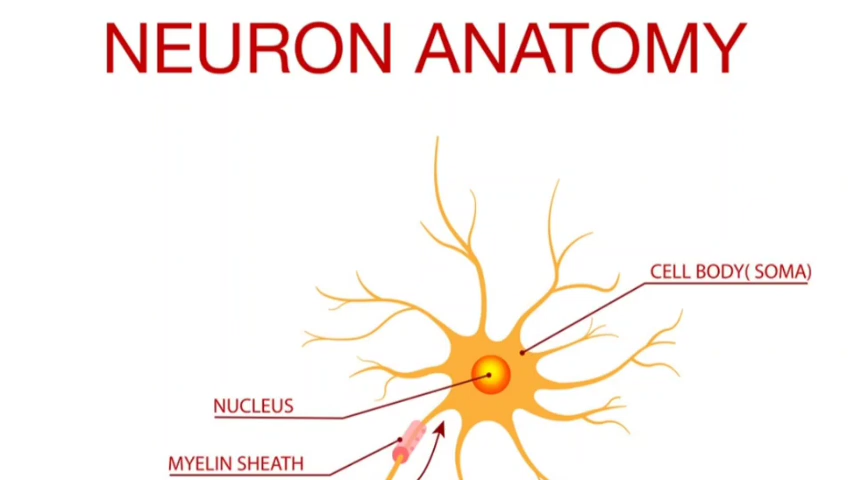 NEURON ANATOMY
CELL BODY( SOMA)
NUCLEUS
MYELIN SHEATH